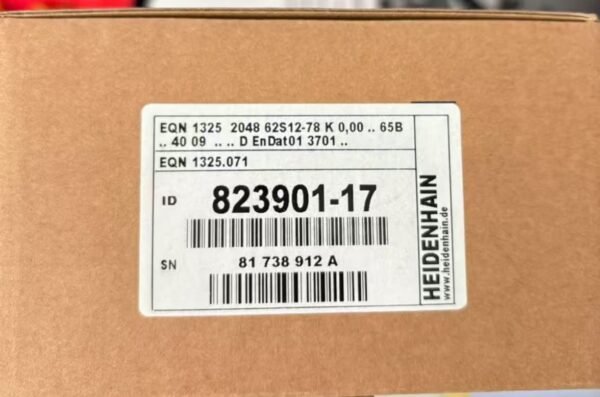 EQN 1325 2048 62S12-78 K 0,00 .. 65B
.. 40 09 .. .. D EnDat01 3701 ..
EQN 1325.071
ID 823901-17
SN 81 738 912 A
HEIDENHAIN
www.heidenhain.de